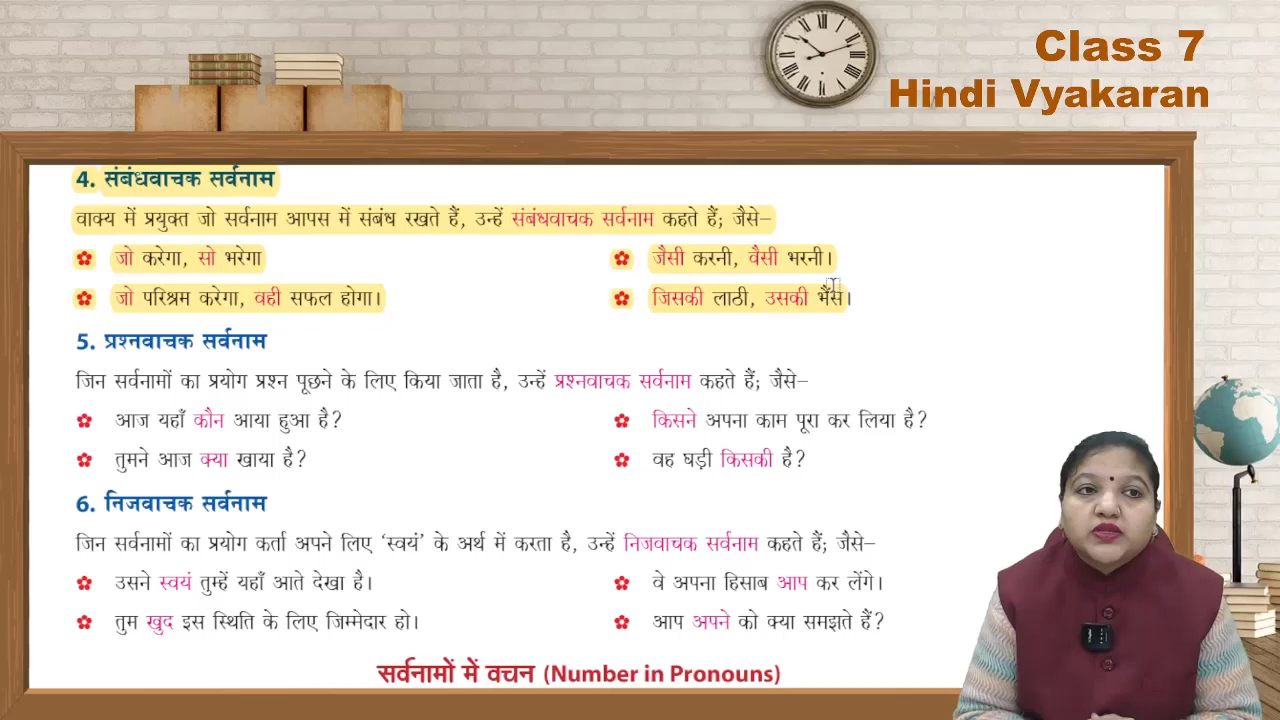 Class 7
Hindi Vyakaran
4. संबंधवाचक सर्वनाम
वाक्य में प्रयुक्त जो सर्वनाम आपस में संबंध रखते हैं, उन्हें संबंधवाचक सर्वनाम कहते हैं; जैसे–
जो करेगा, सो भरेगा
जैसी करनी, वैसी भरनी।
जो परिश्रम करेगा, वही सफल होगा।
जिसकी लाठी, उसकी भैंस।
5. प्रश्नवाचक सर्वनाम
जिन सर्वनामों का प्रयोग प्रश्न पूछने के लिए किया जाता है, उन्हें प्रश्नवाचक सर्वनाम कहते हैं; जैसे–
आज यहाँ कौन आया हुआ है?
किसने अपना काम पूरा कर लिया है?
तुमने आज क्या खाया है?
वह घड़ी किसकी है?
6. निजवाचक सर्वनाम
जिन सर्वनामों का प्रयोग कर्ता अपने लिए ‘स्वयं’ के अर्थ में करता है, उन्हें निजवाचक सर्वनाम कहते हैं; जैसे–
उसने स्वयं तुम्हें यहाँ आते देखा है।
वे अपना हिसाब आप कर लेंगे।
तुम खुद इस स्थिति के लिए जिम्मेदार हो।
आप अपने को क्या समझते हैं?
सर्वनामों में वचन (Number in Pronouns)